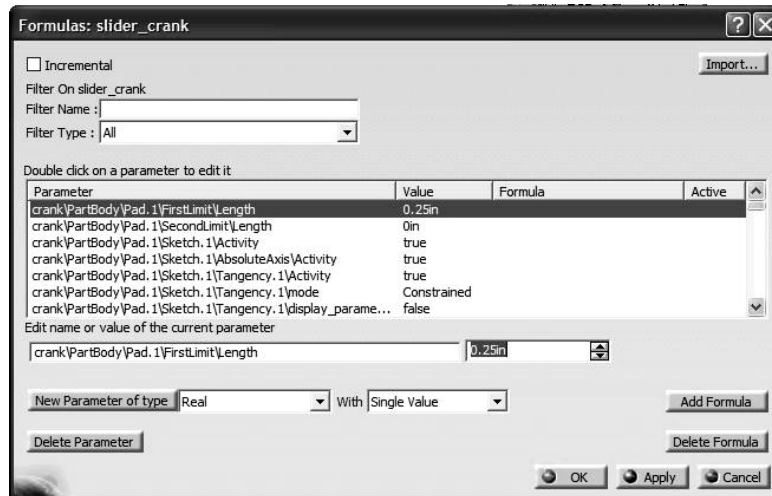 Formulas: slider_crank
Incremental
Import...
Filter On slider_crank
Filter Name :
Filter Type : All
Double click on a parameter to edit it
Parameter Value Formula Active
crank\PartBody\Pad.1\FirstLimit\Length 0.25in
crank\PartBody\Pad.1\SecondLimit\Length 0in
crank\PartBody\Pad.1\Sketch.1\Activity true
crank\PartBody\Pad.1\Sketch.1\AbsoluteAxis\Activity true
crank\PartBody\Pad.1\Sketch.1\Tangency.1\Activity true
crank\PartBody\Pad.1\Sketch.1\Tangency.1\mode Constrained
crank\PartBody\Pad.1\Sketch.1\Tangency.1\display_parame... false
Edit name or value of the current parameter
crank\PartBody\Pad.1\FirstLimit\Length 0.25in
New Parameter of type Real With Single Value Add Formula
Delete Parameter Delete Formula
OK Apply Cancel